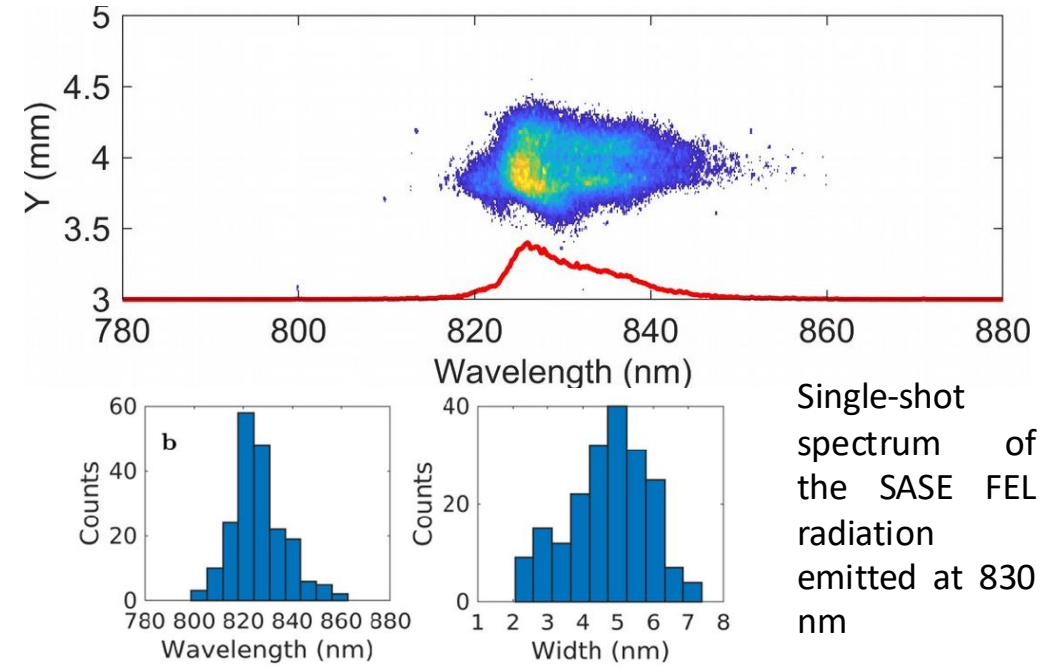 5
4.5
4
3.5
3
Y (mm)
780 800 820 840 860 880
Wavelength (nm)
60
40
20
0
Counts
b
780 800 820 840 860 880
Wavelength (nm)
40
20
0
Counts
1 2 3 4 5 6 7 8
Width (nm)
Single-shot
spectrum of
the SASE FEL
radiation
emitted at 830
nm